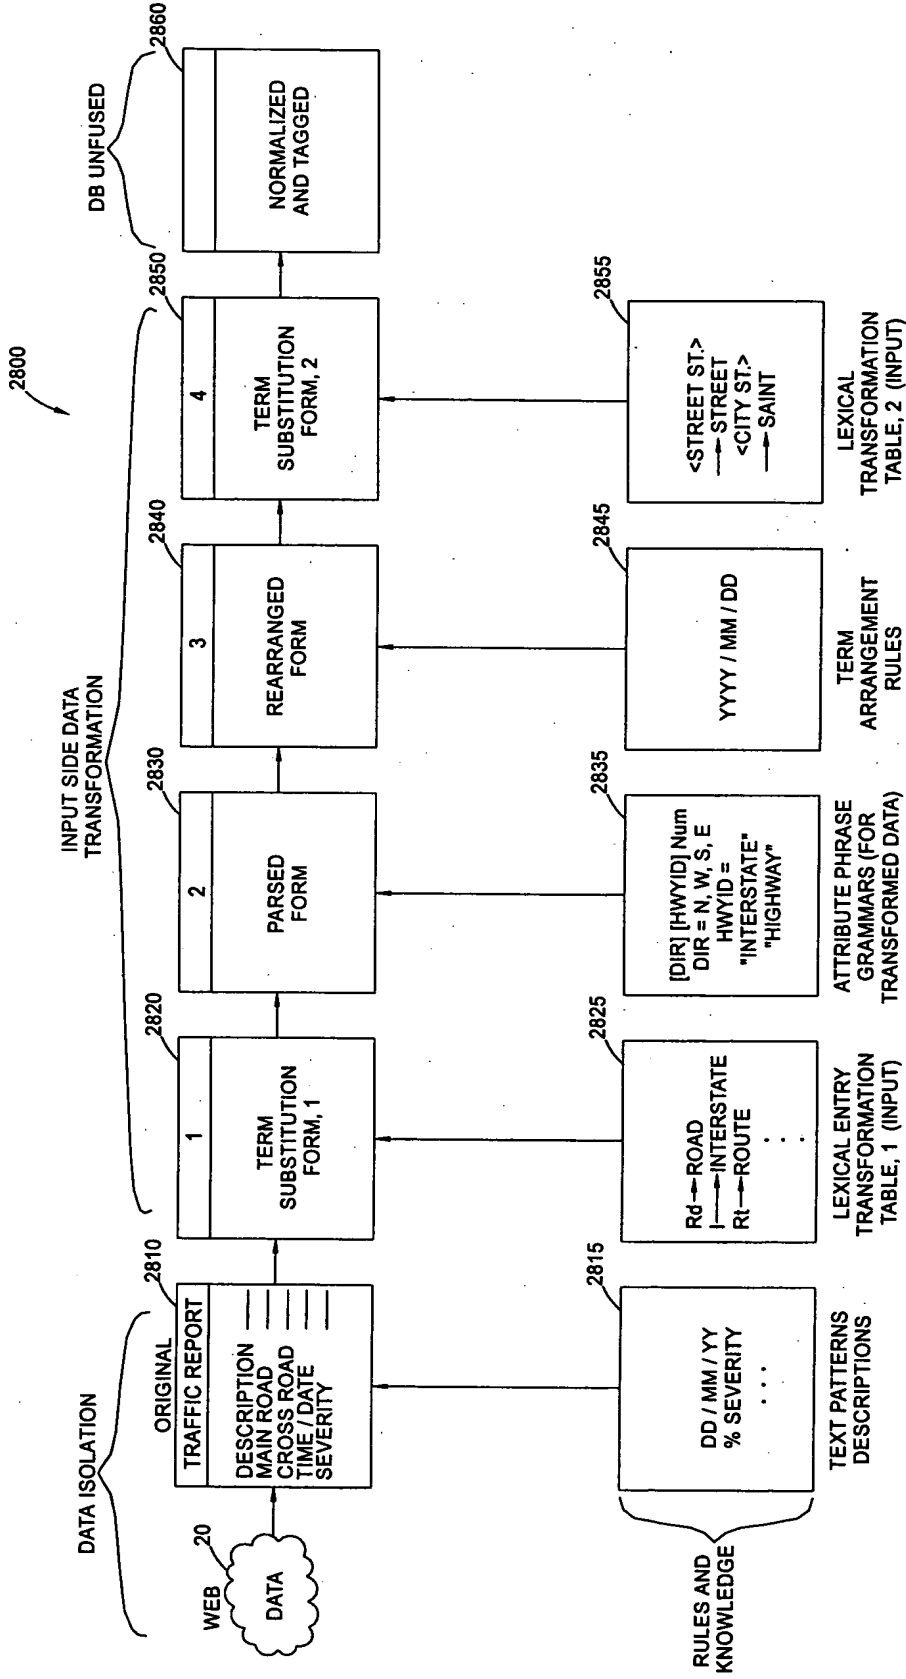 2800
DATA ISOLATION
INPUT SIDE DATA
TRANSFORMATION
DB UNFUSED
WEB
20
DATA
ORIGINAL
2810
TRAFFIC REPORT
DESCRIPTION
MAIN ROAD
CROSS ROAD
TIME / DATE
SEVERITY
2820
1
TERM
SUBSTITUTION
FORM, 1
2830
2
PARSED
FORM
2840
3
REARRANGED
FORM
2850
4
TERM
SUBSTITUTION
FORM, 2
2860
NORMALIZED
AND TAGGED
RULES AND
KNOWLEDGE
2815
DD / MM / YY
% SEVERITY
. . .
TEXT PATTERNS
DESCRIPTIONS
2825
Rd → ROAD
I → INTERSTATE
Rt → ROUTE
. . .
LEXICAL ENTRY
TRANSFORMATION
TABLE, 1 (INPUT)
2835
[DIR] [HWYID] Num
DIR = N, W, S, E
HWYID =
"INTERSTATE"
"HIGHWAY"
ATTRIBUTE PHRASE
GRAMMARS (FOR
TRANSFORMED DATA)
2845
YYYY / MM / DD
TERM
ARRANGEMENT
RULES
2855
<STREET ST.>
→ STREET
<CITY ST.>
→ SAINT
LEXICAL
TRANSFORMATION
TABLE, 2 (INPUT)